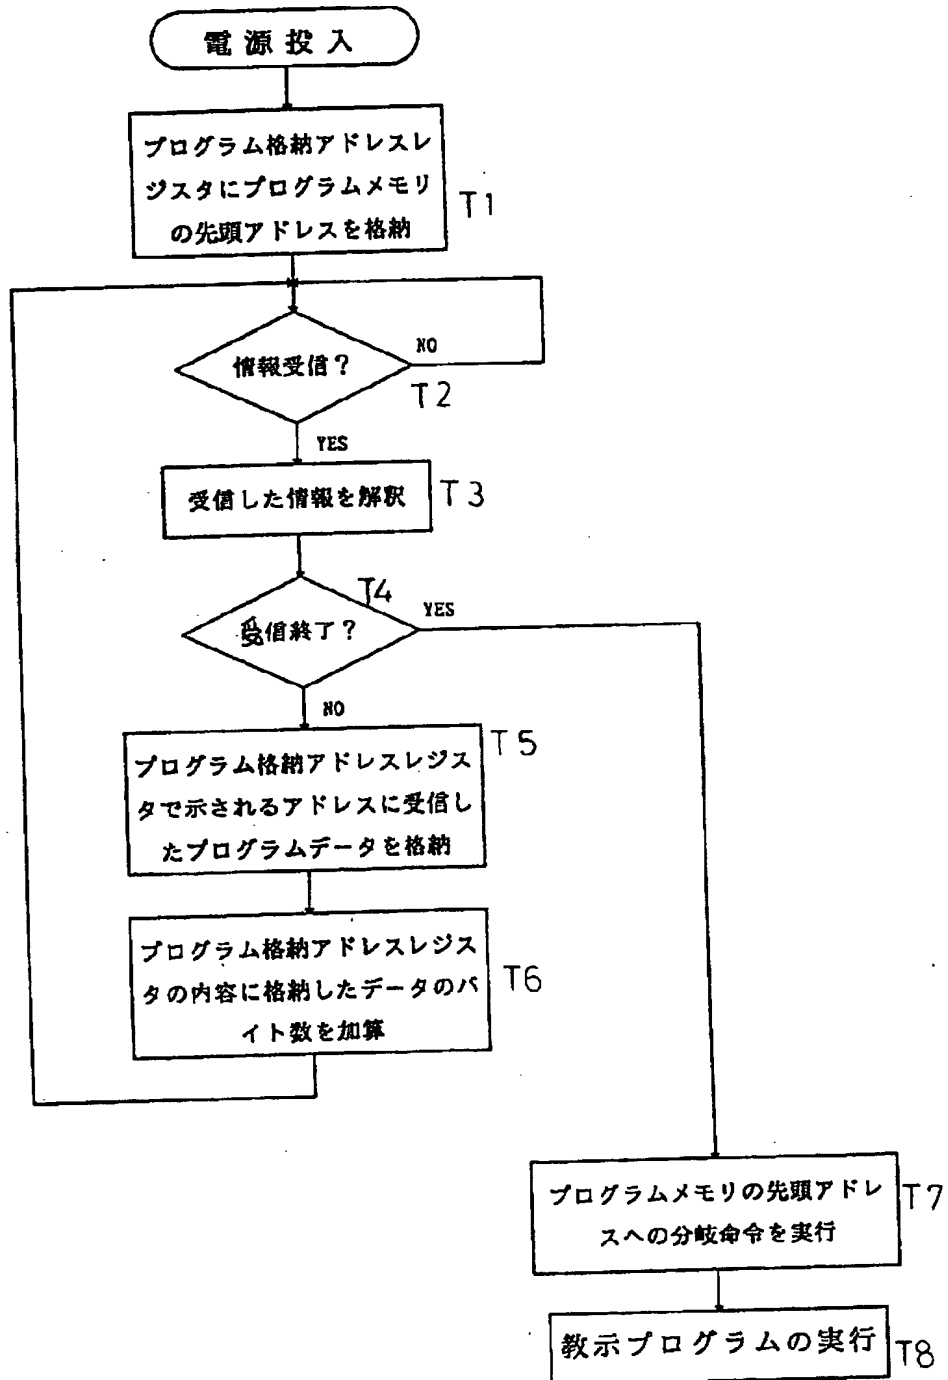 電源投入
プログラム格納アドレスレ
ジスタにプログラムメモリ
の先頭アドレスを格納
T1
情報受信?
NO
T2
YES
受信した情報を解釈
T3
T4
受信終了?
YES
NO
プログラム格納アドレスレジス
タで示されるアドレスに受信し
たプログラムデータを格納
T5
プログラム格納アドレスレジス
タの内容に格納したデータのバ
イト数を加算
T6
プログラムメモリの先頭アドレ
スへの分岐命令を実行
T7
教示プログラムの実行
T8